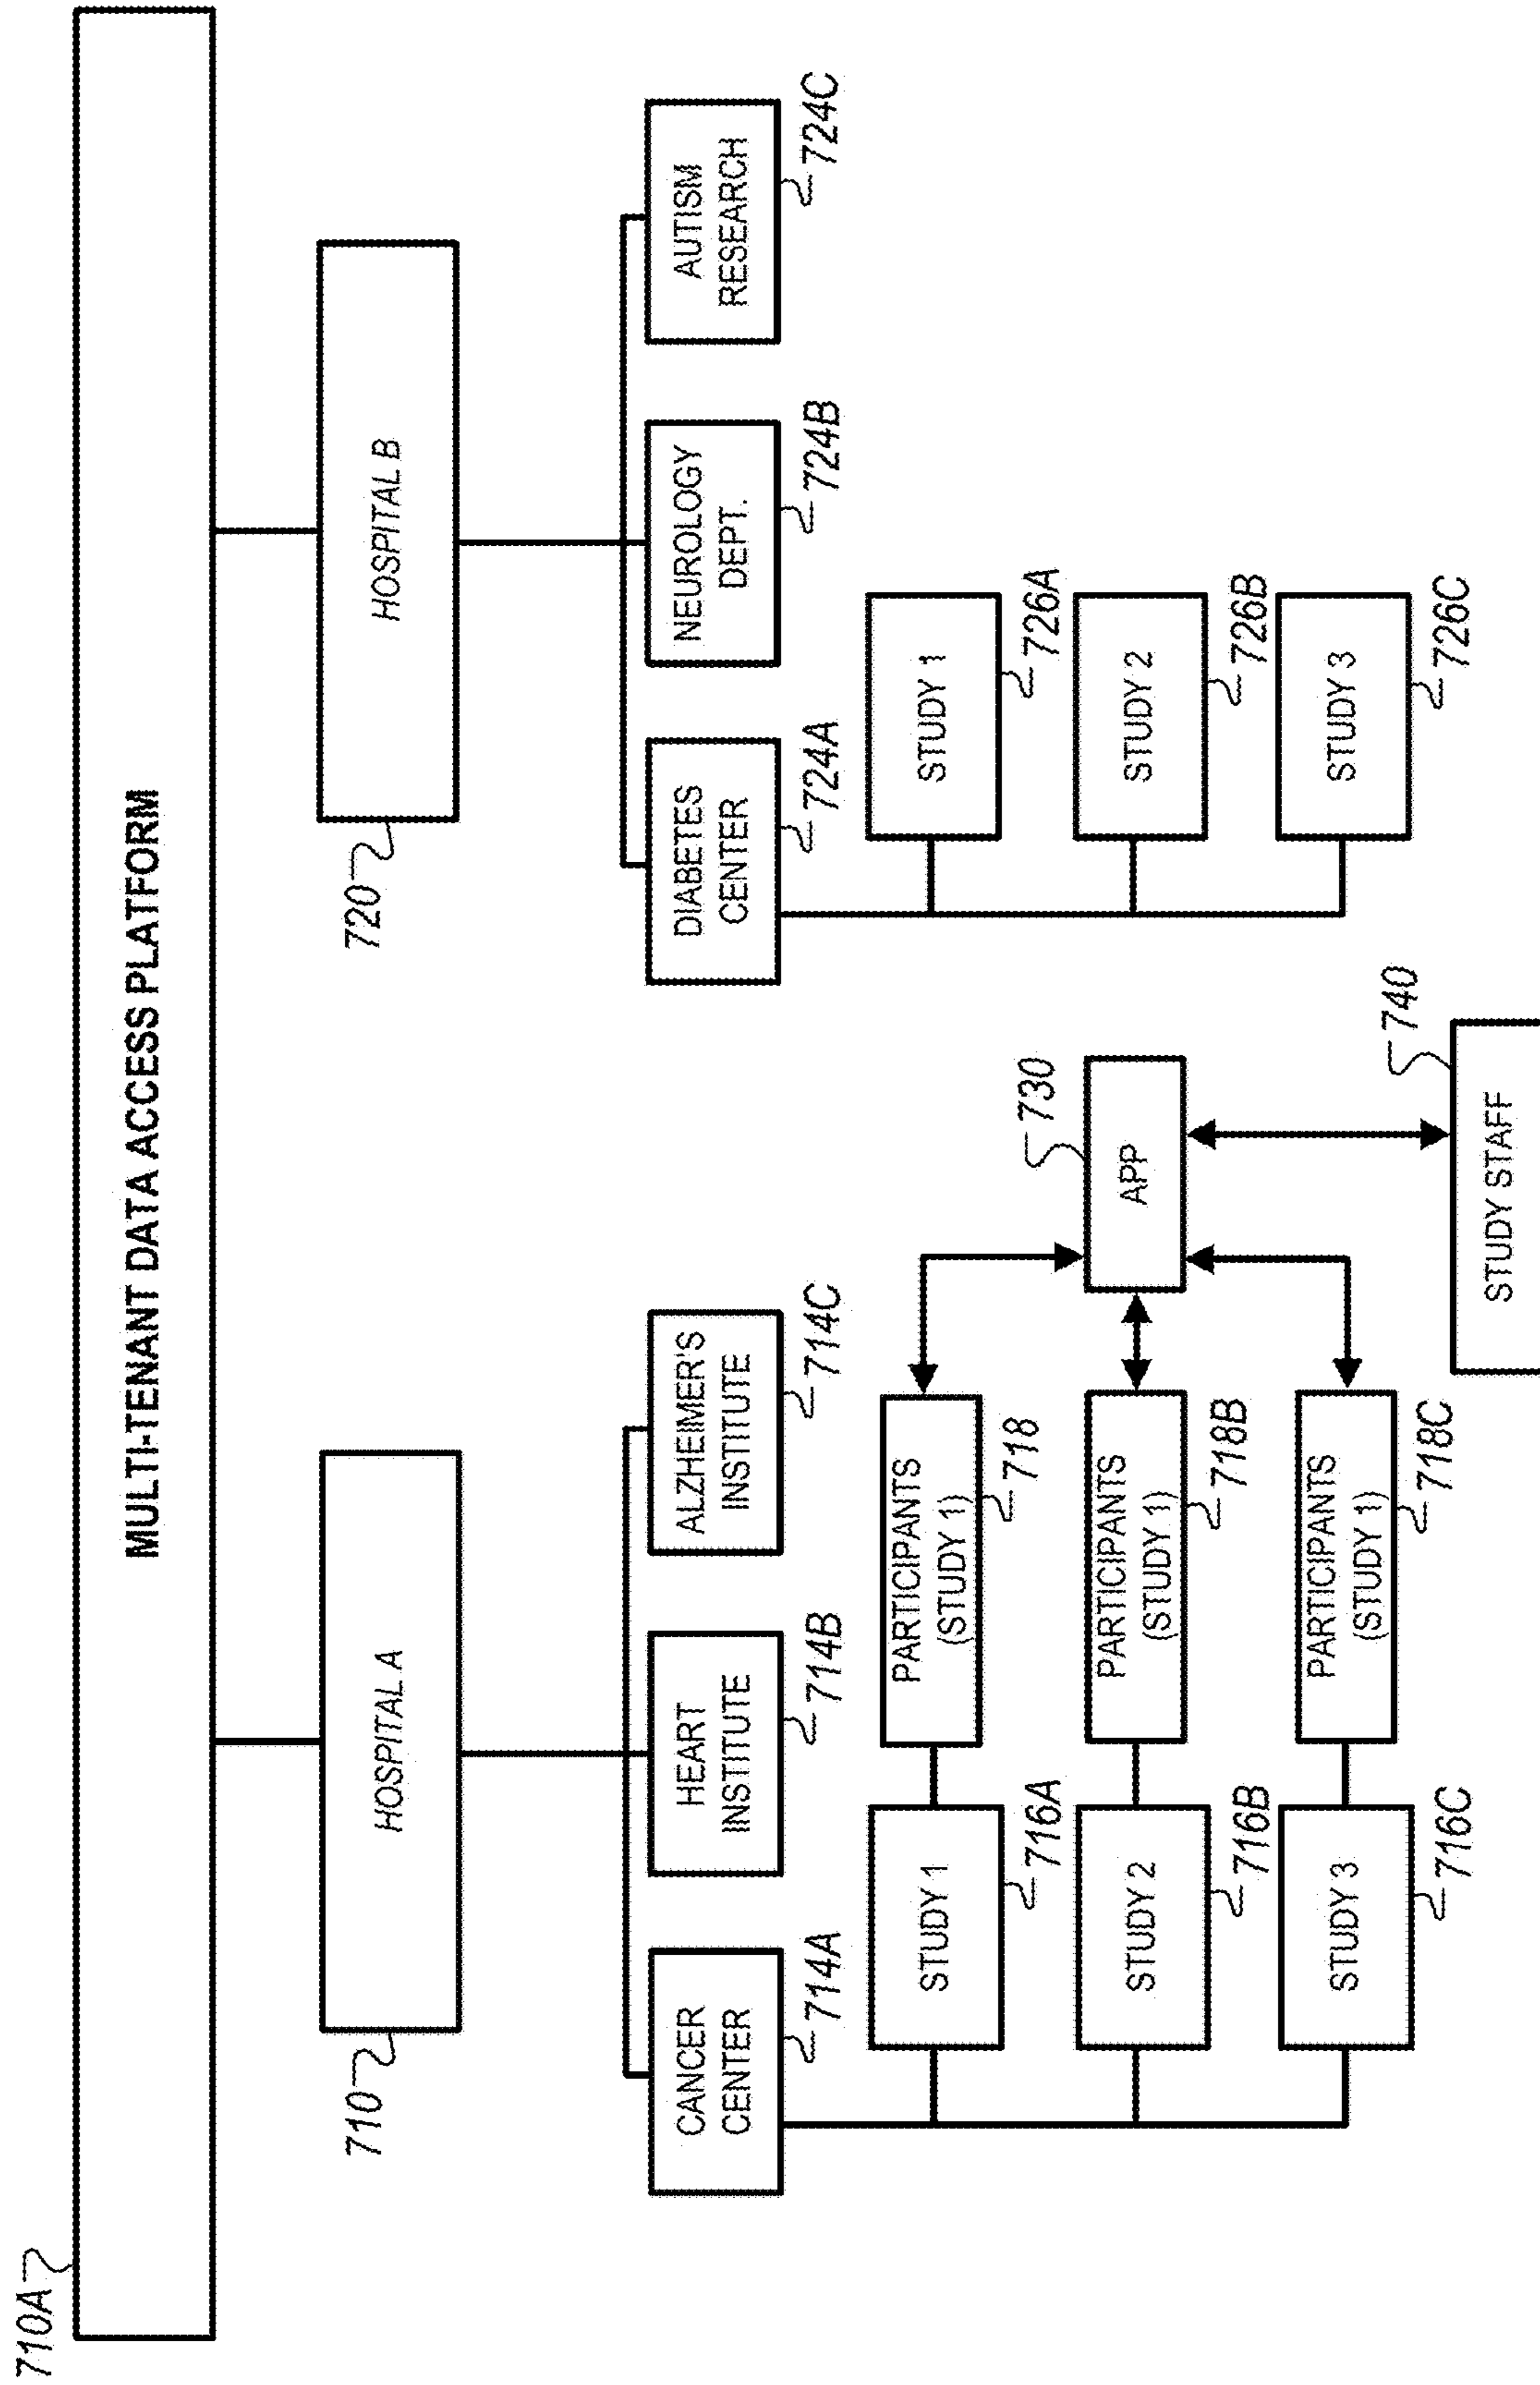 710A
MULTI-TENANT DATA ACCESS PLATFORM
710
HOSPITAL A
720
HOSPITAL B
CANCER
CENTER
714A
HEART
INSTITUTE
714B
ALZHEIMER'S
INSTITUTE
714C
DIABETES
CENTER
724A
NEUROLOGY
DEPT.
724B
AUTISM
RESEARCH
724C
STUDY 1
716A
PARTICIPANTS
(STUDY 1)
718
STUDY 2
716B
PARTICIPANTS
(STUDY 1)
718B
STUDY 3
716C
PARTICIPANTS
(STUDY 1)
718C
730
APP
740
STUDY STAFF
STUDY 1
726A
STUDY 2
726B
STUDY 3
726C